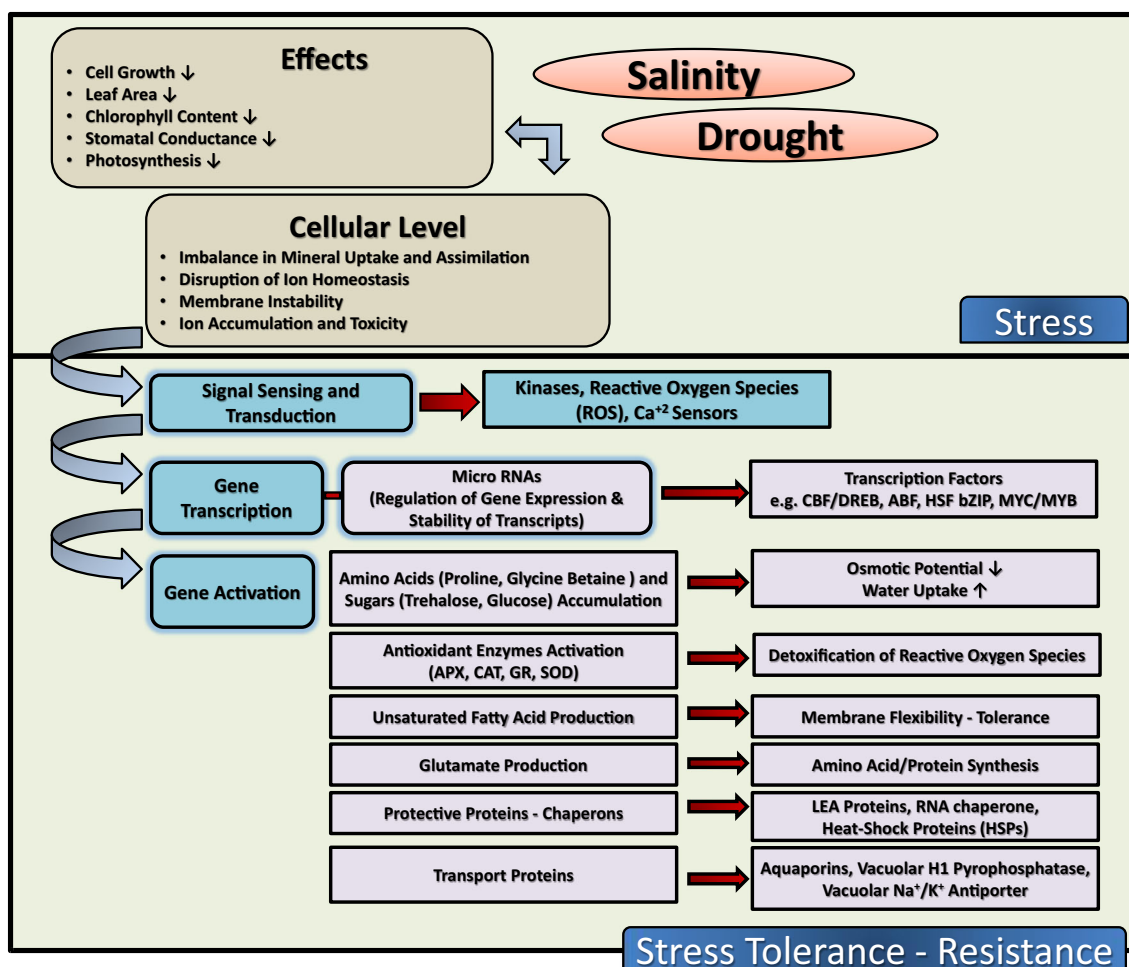 Effects
• Cell Growth ↓
• Leaf Area ↓
• Chlorophyll Content ↓
• Stomatal Conductance ↓
• Photosynthesis ↓
Salinity
Drought
Cellular Level
• Imbalance in Mineral Uptake and Assimilation
• Disruption of Ion Homeostasis
• Membrane Instability
• Ion Accumulation and Toxicity
Stress
Signal Sensing and
Transduction
Kinases, Reactive Oxygen Species
(ROS), Ca⁺² Sensors
Gene
Transcription
Micro RNAs
(Regulation of Gene Expression &
Stability of Transcripts)
Transcription Factors
e.g. CBF/DREB, ABF, HSF bZIP, MYC/MYB
Gene Activation
Amino Acids (Proline, Glycine Betaine ) and
Sugars (Trehalose, Glucose) Accumulation
Osmotic Potential ↓
Water Uptake ↑
Antioxidant Enzymes Activation
(APX, CAT, GR, SOD)
Detoxification of Reactive Oxygen Species
Unsaturated Fatty Acid Production
Membrane Flexibility - Tolerance
Glutamate Production
Amino Acid/Protein Synthesis
Protective Proteins - Chaperons
LEA Proteins, RNA chaperone,
Heat-Shock Proteins (HSPs)
Transport Proteins
Aquaporins, Vacuolar H1 Pyrophosphatase,
Vacuolar Na⁺/K⁺ Antiporter
Stress Tolerance - Resistance